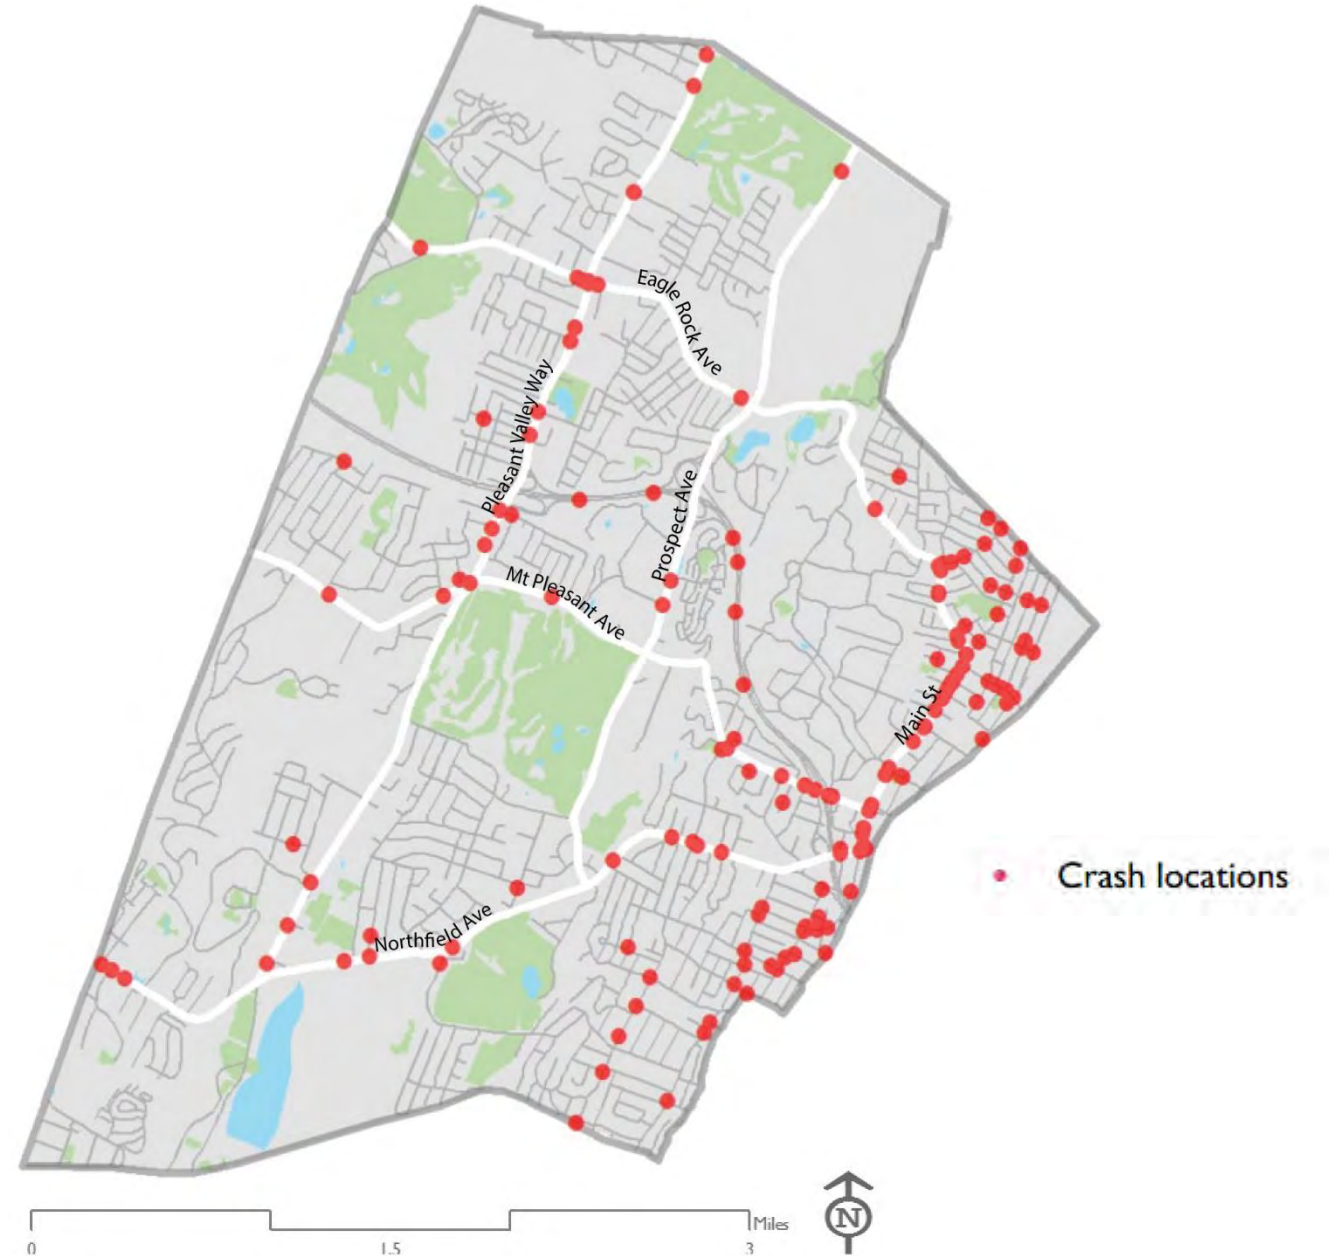 Eagle Rock Ave
Pleasant Valley Way
Prospect Ave
Mt Pleasant Ave
Main St
Crash locations
Northfield Ave
Miles
N
0
1.5
3